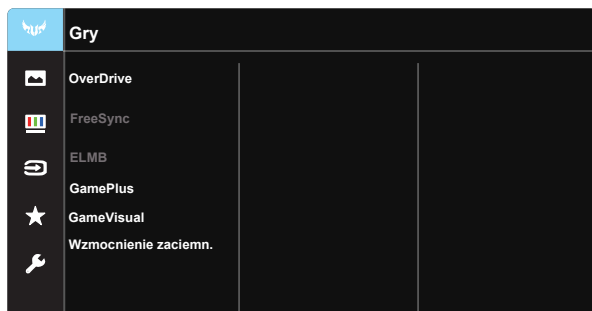 Gry
OverDrive
FreeSync
ELMB
GamePlus
GameVisual
Wzmocnienie zaciemn.